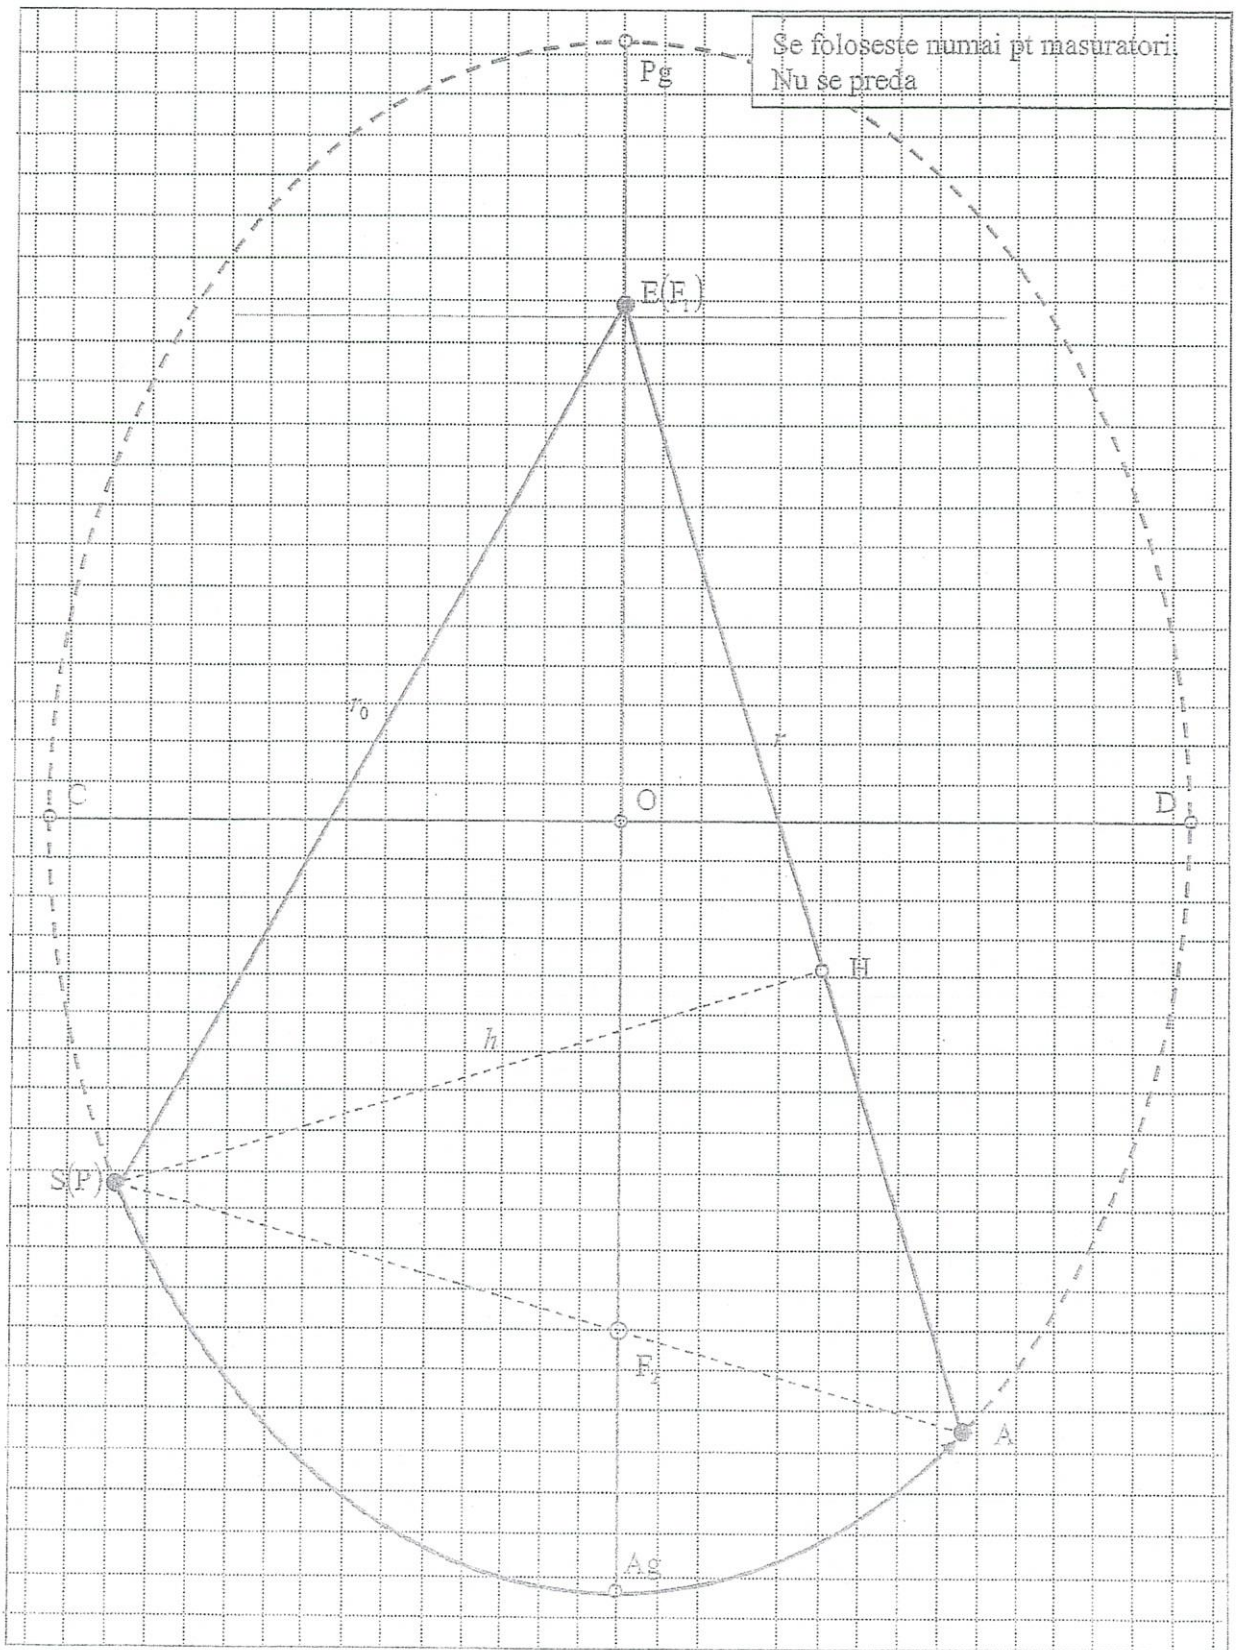 Se foloseste numai pt masuratori.
Nu se preda
Pg
E(F₁)
r₀
r
C
O
D
H
h
S(P)
F₂
A
Ag